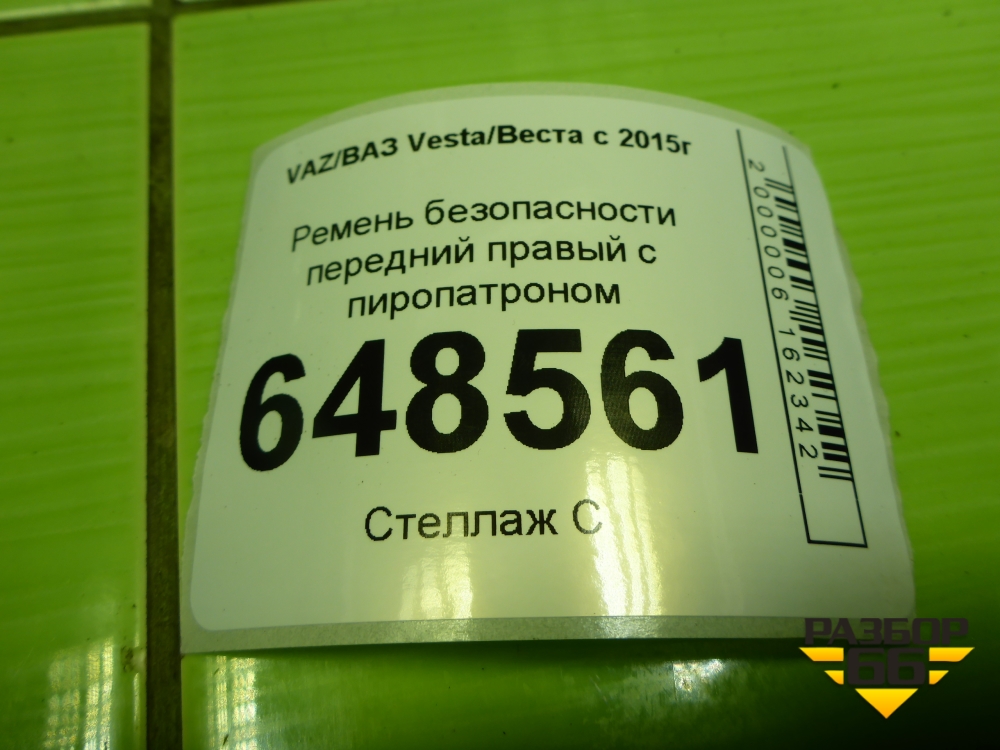 VAZ/ВАЗ Vesta/Веста с 2015г
Ремень безопасности
передний правый с
пиропатроном
648561
Стеллаж С
2000006162342
РАЗБОР
66